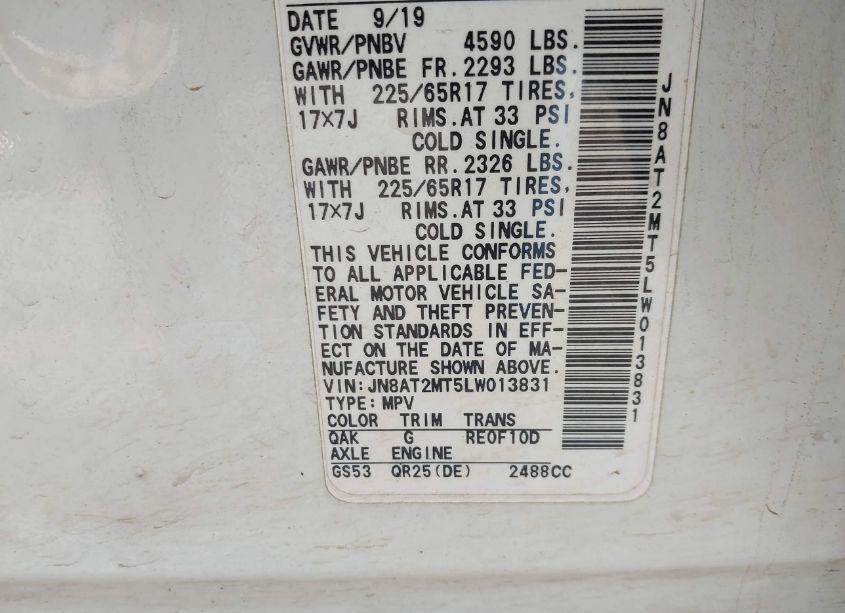 DATE 9/19
GVWR/PNBV 4590 LBS.
GAWR/PNBE FR. 2293 LBS.
WITH 225/65R17 TIRES,
17×7J RIMS. AT 33 PSI
COLD SINGLE.
GAWR/PNBE RR. 2326 LBS.
WITH 225/65R17 TIRES,
17×7J RIMS. AT 33 PSI
COLD SINGLE.
THIS VEHICLE CONFORMS
TO ALL APPLICABLE FED-
ERAL MOTOR VEHICLE SA-
FETY AND THEFT PREVEN-
TION STANDARDS IN EFF-
ECT ON THE DATE OF MA-
NUFACTURE SHOWN ABOVE.
VIN: JN8AT2MT5LW013831
TYPE: MPV
COLOR TRIM TRANS
QAK G RE0F10D
AXLE ENGINE
GS53 QR25(DE) 2488CC
JN8AT2MT5LW013831